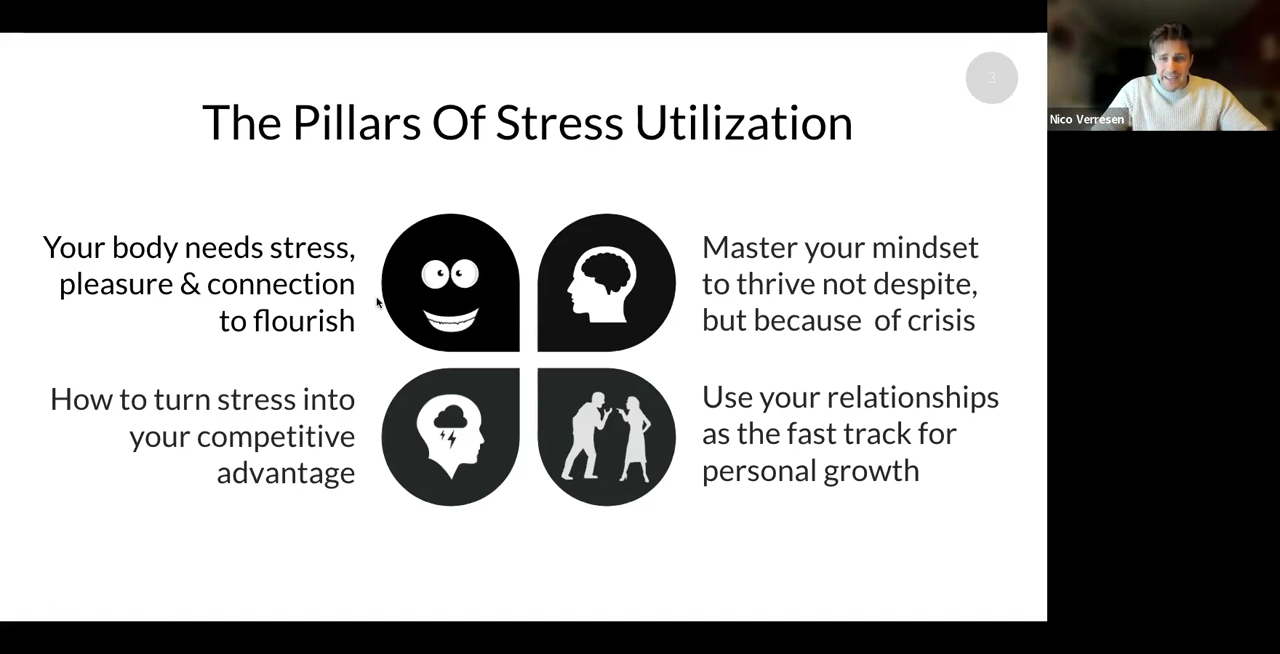 3
The Pillars Of Stress Utilization
Your body needs stress,
pleasure & connection
to flourish
Master your mindset
to thrive not despite,
but because  of crisis
How to turn stress into
your competitive
advantage
Use your relationships
as the fast track for
personal growth
Nico Verresen